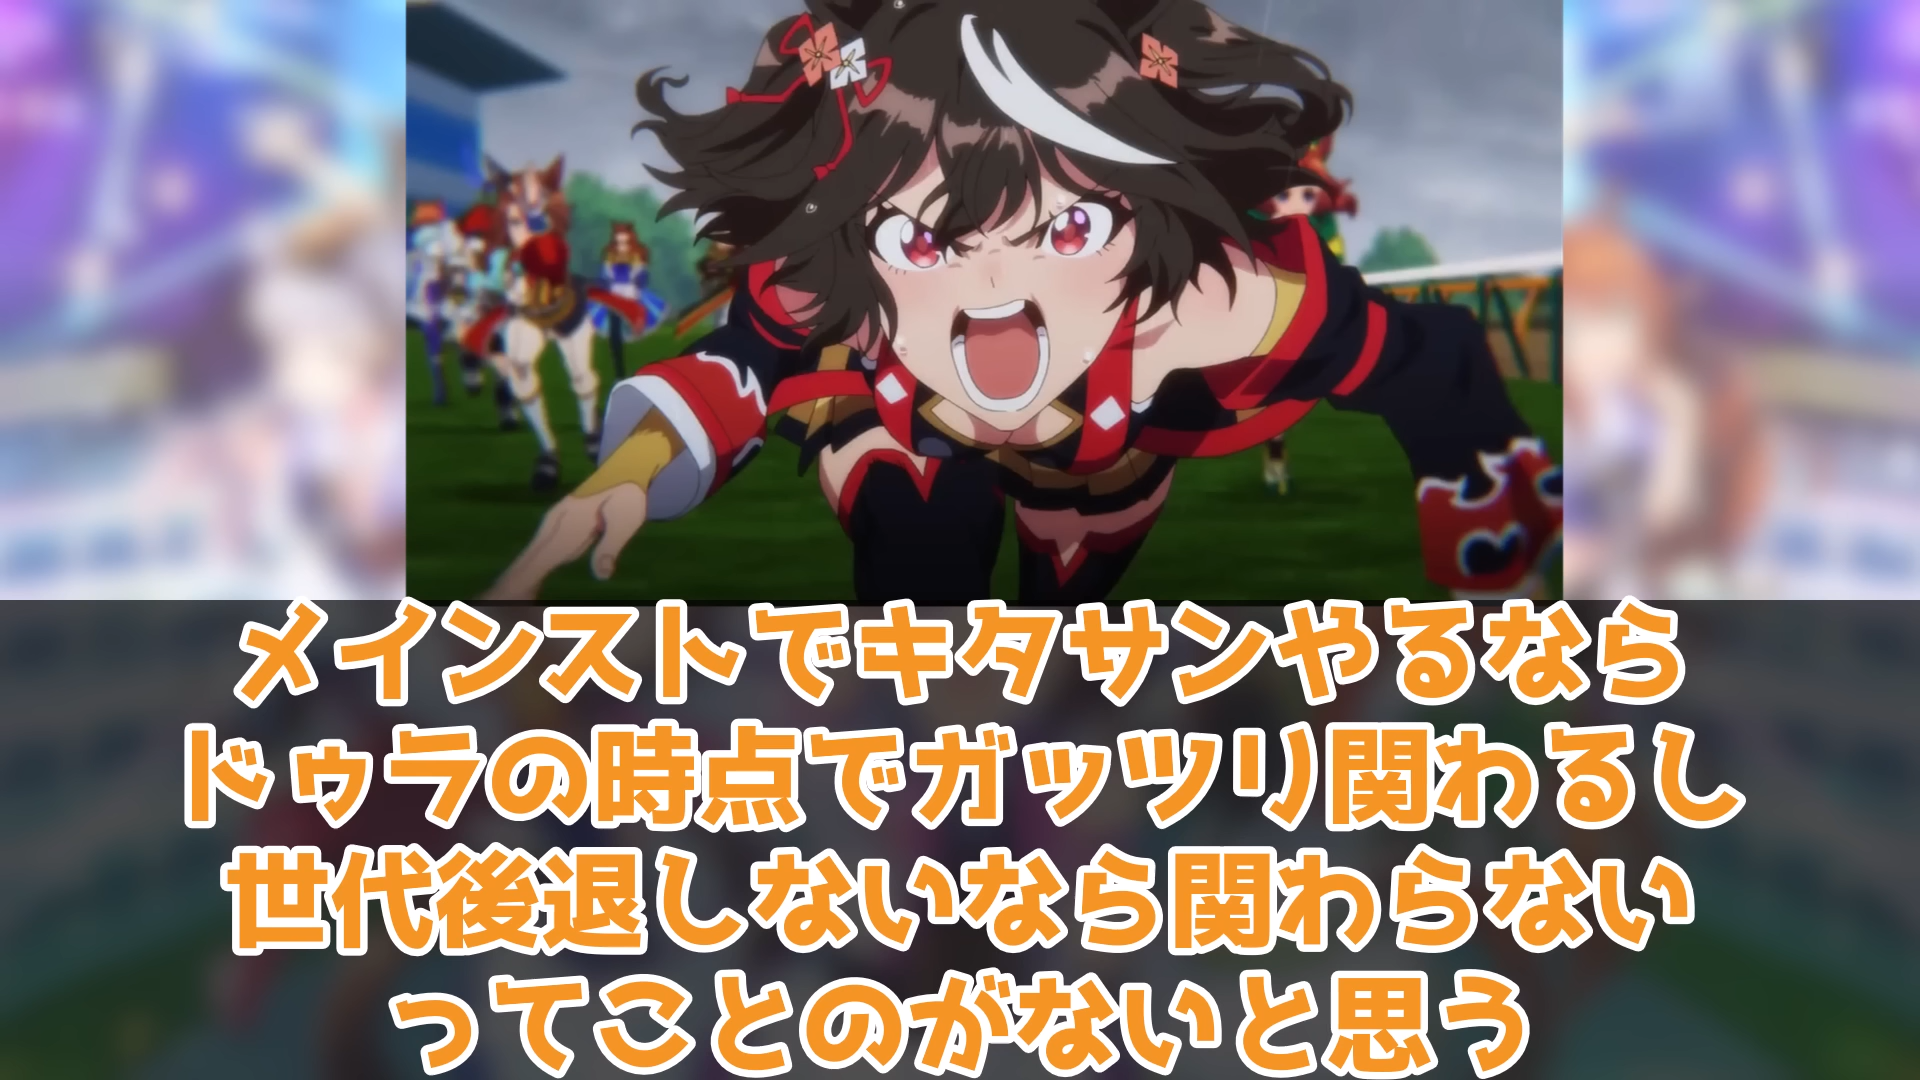 メインストでキタサンやるなら
ドゥラの時点でガッツリ関わるし
世代後退しないなら関わらない
ってことのがないと思う